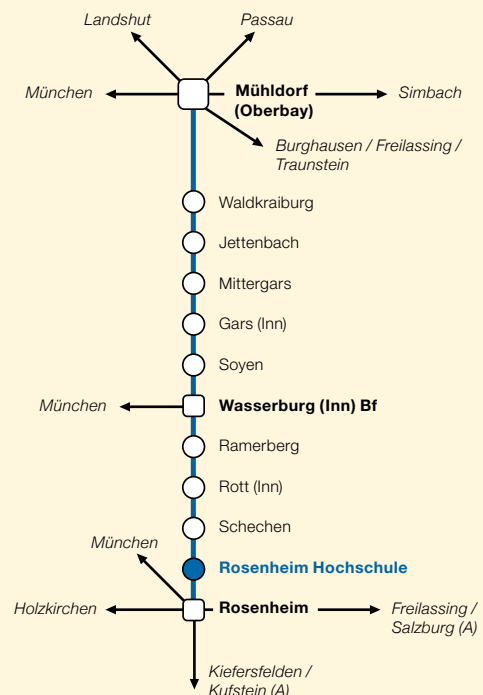 Landshut
Passau
München
Mühldorf
(Oberbay)
Simbach
Burghausen / Freilassing /
Traunstein
Waldkraiburg
Jettenbach
Mittergars
Gars (Inn)
Soyen
München
Wasserburg (Inn) Bf
Ramerberg
Rott (Inn)
Schechen
München
Rosenheim Hochschule
Holzkirchen
Rosenheim
Freilassing /
Salzburg (A)
Kiefersfelden /
Kufstein (A)